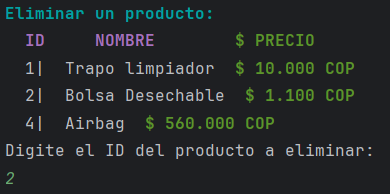 Eliminar un producto:
ID NOMBRE $ PRECIO
1| Trapo limpiador $ 10.000 COP
2| Bolsa Desechable $ 1.100 COP
4| Airbag $ 560.000 COP
Digite el ID del producto a eliminar:
2